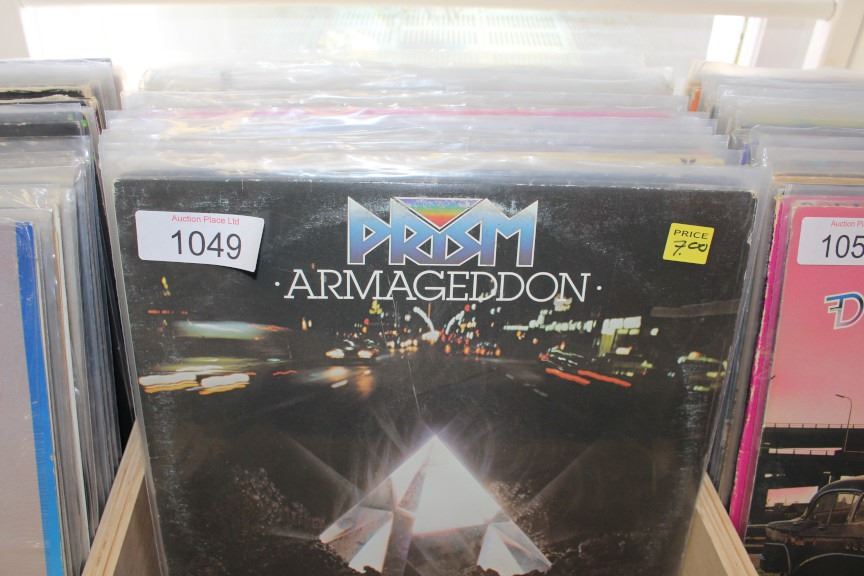 Auction Place Ltd
1049
PRISM
·ARMAGEDDON·
PRICE
7.00
Auction Pl
105
D